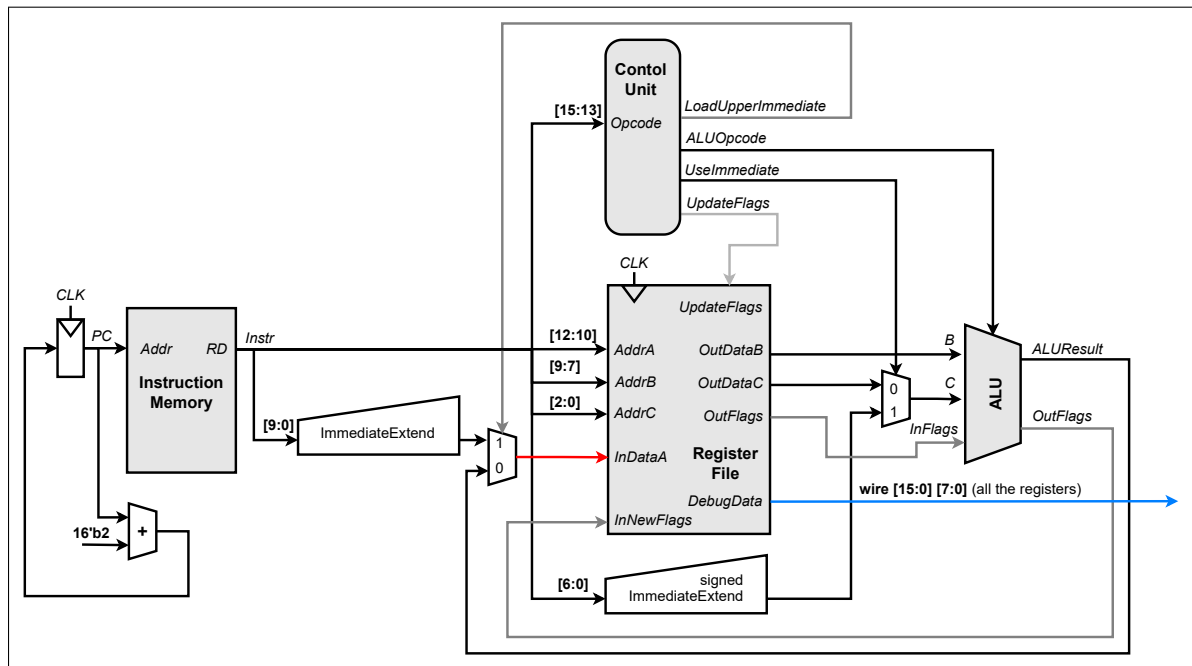 Contol
Unit
[15:13]
Opcode
LoadUpperImmediate
ALUOpcode
UseImmediate
UpdateFlags
CLK
CLK
PC
Addr
RD
Instruction
Memory
Instr
[12:10]
[9:7]
[2:0]
UpdateFlags
AddrA
OutDataB
AddrB
OutDataC
AddrC
OutFlags
InDataA
Register
File
DebugData
InNewFlags
B
C
0
1
InFlags
ALU
ALUResult
OutFlags
[9:0]
ImmediateExtend
1
0
wire [15:0] [7:0] (all the registers)
16'b2
+
[6:0]
signed
ImmediateExtend